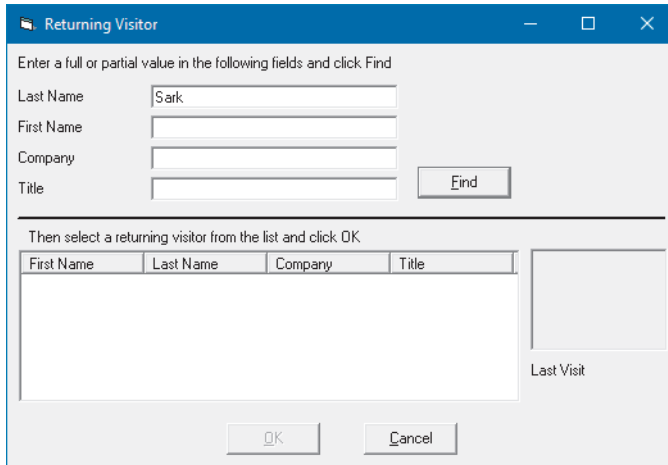 Returning Visitor
Enter a full or partial value in the following fields and click Find
Last Name Sark
First Name
Company
Title Find
Then select a returning visitor from the list and click OK
First Name Last Name Company Title
Last Visit
OK Cancel